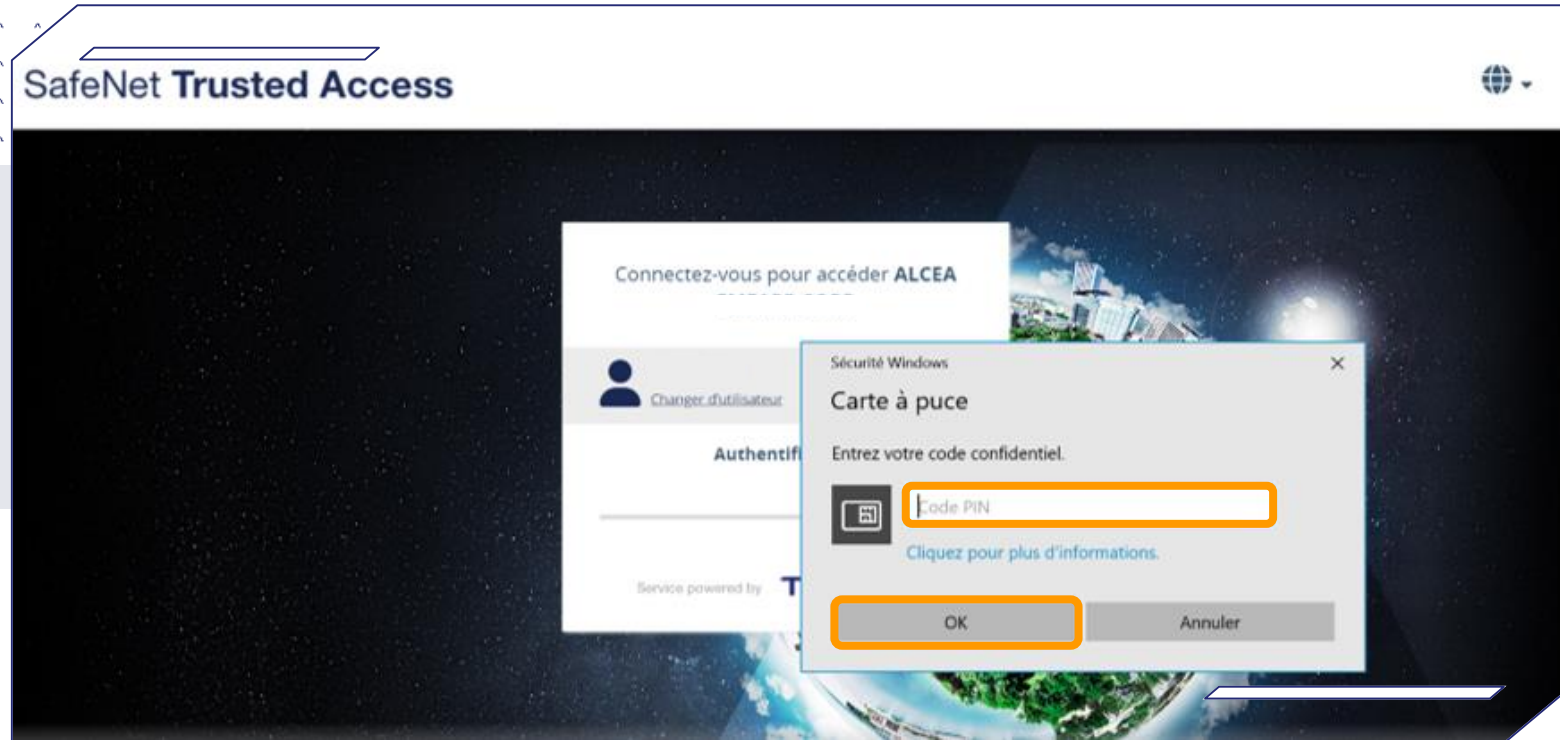 SafeNet Trusted Access
Connectez-vous pour accéder ALCEA
Changer d'utilisateur
Sécurité Windows
Carte à puce
Entrez votre code confidentiel.
Code PIN
Cliquez pour plus d'informations.
OK
Annuler
Authentifi
Service powered by T